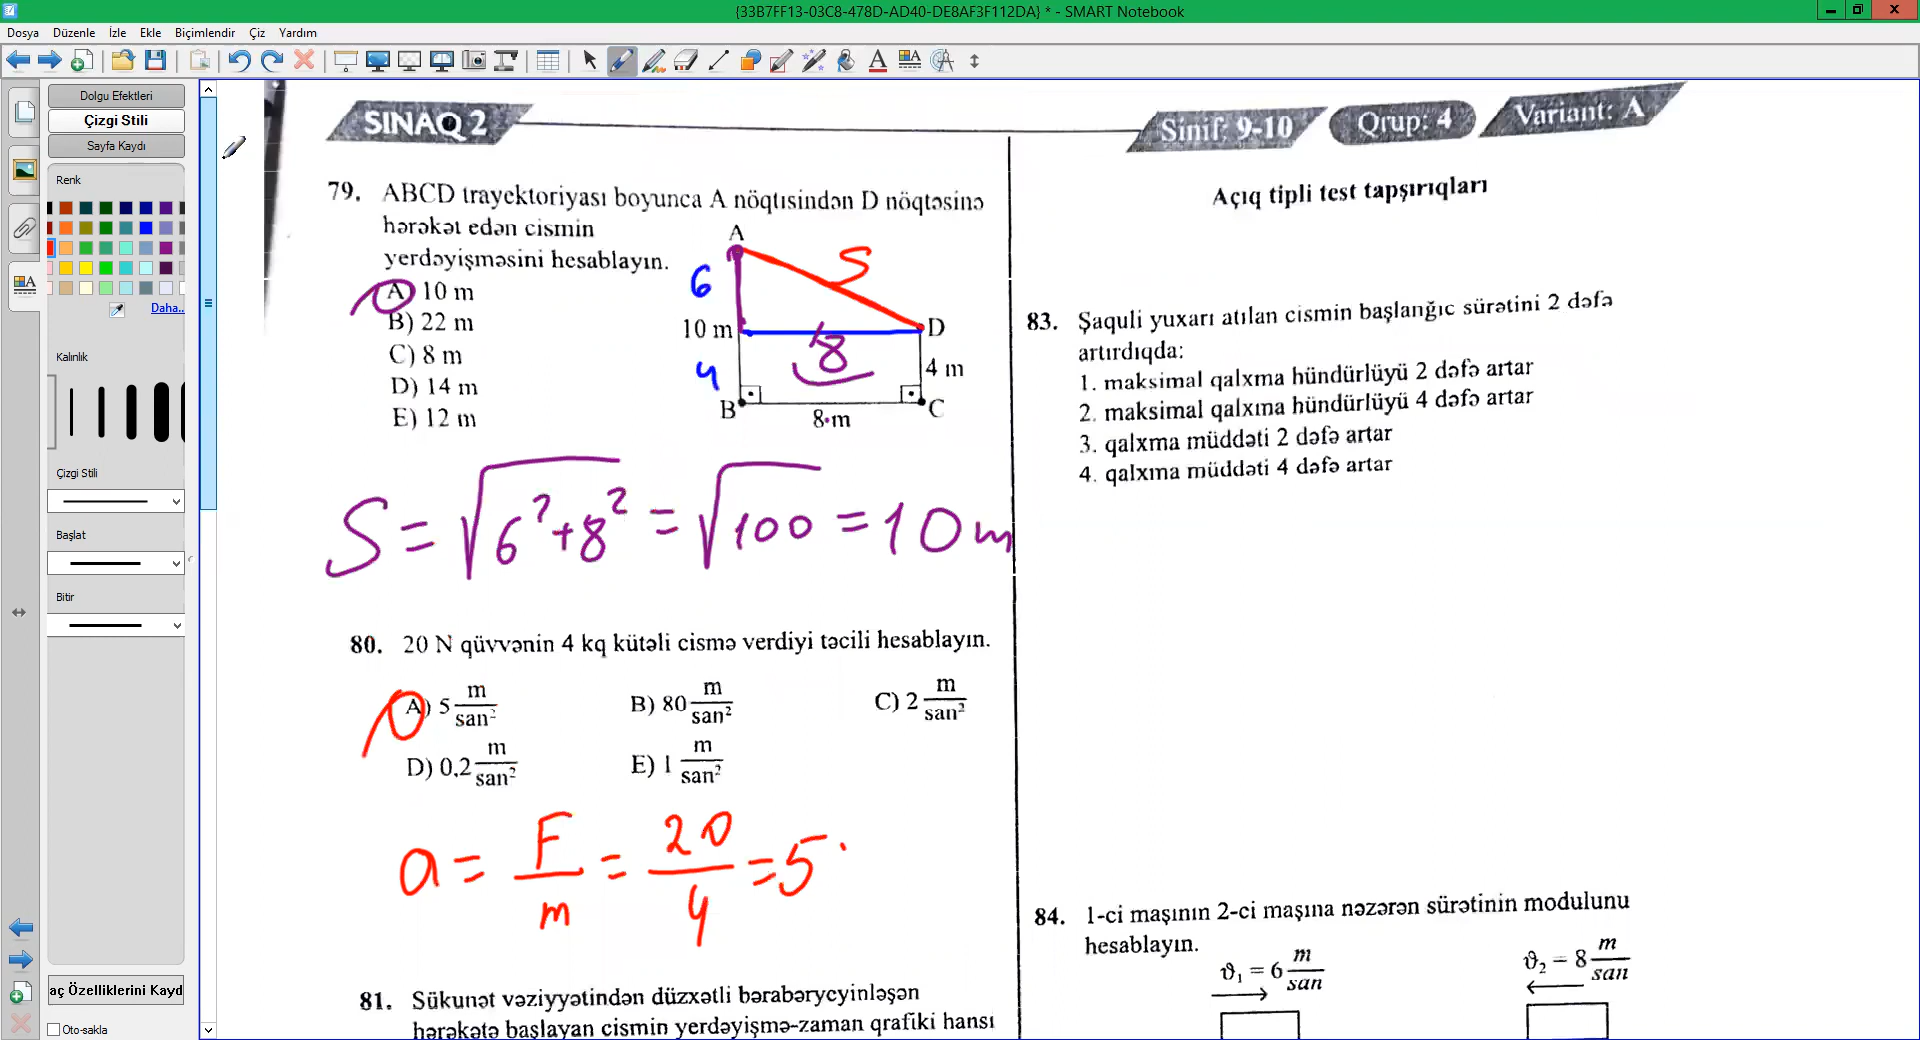 {33B7FF13-03C8-478D-AD40-DE8AF3F112DA} * - SMART Notebook
Dosya Düzenle İzle Ekle Biçimlendir Çiz Yardım
Dolgu Efektleri
Çizgi Stili
Sayfa Kaydı
Renk
Daha..
Kalınlık
Çizgi Stili
Başlat
Bitir
aç Özelliklerini Kayd
Oto-sakla
SINAQ 2
Sinif: 9-10 Qrup: 4 Variant: A
79. ABCD trayektoriyası boyunca A nöqtısindən D nöqtəsinə
hərəkət edən cismin
yerdəyişməsini hesablayın.
A) 10 m
B) 22 m
C) 8 m
D) 14 m
E) 12 m
A
S
6
10 m
D
8
4
4 m
B
C
8 m
S = √6²+8² = √100 = 10 m
80. 20 N qüvvənin 4 kq kütəli cismə verdiyi təcili hesablayın.
A) 5 m/san² B) 80 m/san² C) 2 m/san²
D) 0,2 m/san² E) 1 m/san²
a = F/m = 20/4 = 5
81. Sükunət vəziyyətindən düzxətli bərabəryeyinləşən
hərəkətə başlayan cismin yerdəyişmə-zaman qrafiki hansı
Açıq tipli test tapşırıqları
83. Şaquli yuxarı atılan cismin başlanğıc sürətini 2 dəfə
artırdıqda:
1. maksimal qalxma hündürlüyü 2 dəfə artar
2. maksimal qalxma hündürlüyü 4 dəfə artar
3. qalxma müddəti 2 dəfə artar
4. qalxma müddəti 4 dəfə artar
84. 1-ci maşının 2-ci maşına nəzərən sürətinin modulunu
hesablayın.
ϑ₁ = 6 m/san ϑ₂ = 8 m/san